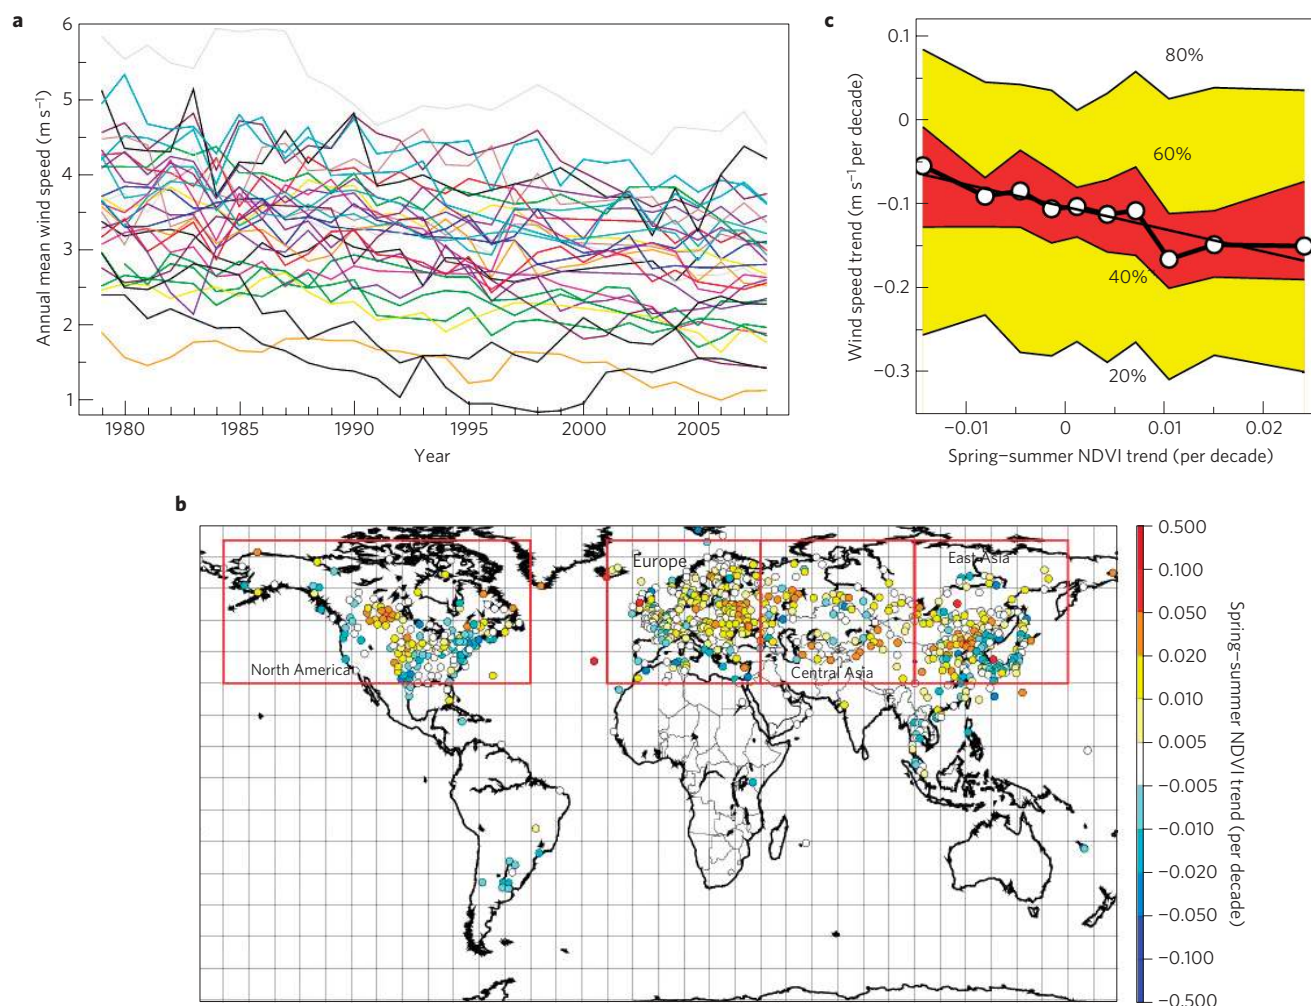 a
6
5
4
3
2
1
Annual mean wind speed (m s⁻¹)
1980 1985 1990 1995 2000 2005
Year
c
0.1
0
−0.1
−0.2
−0.3
Wind speed trend (m s⁻¹ per decade)
80%
60%
40%
20%
−0.01 0 0.01 0.02
Spring–summer NDVI trend (per decade)
b
North America
Europe
Central Asia
East Asia
0.500
0.100
0.050
0.020
0.010
0.005
−0.005
−0.010
−0.020
−0.050
−0.100
−0.500
Spring–summer NDVI trend (per decade)